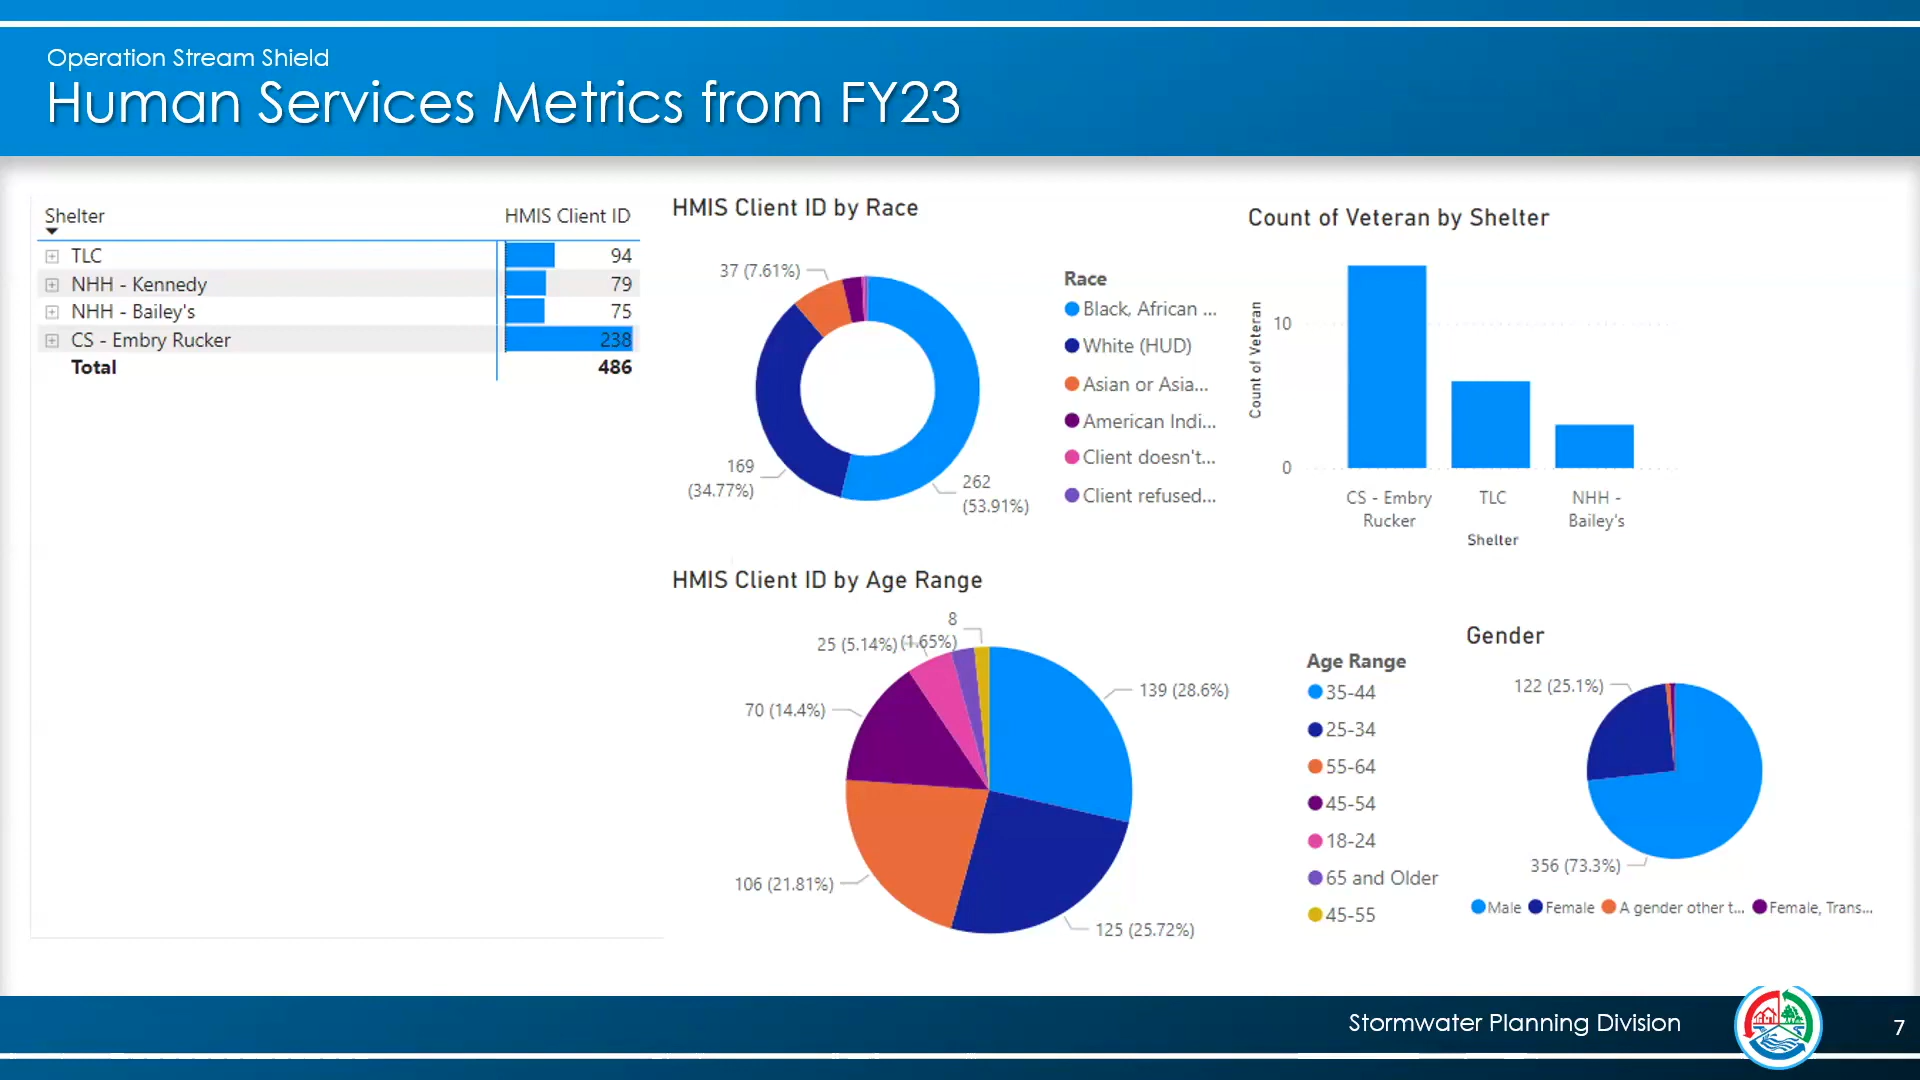 Operation Stream Shield
Human Services Metrics from FY23
Shelter HMIS Client ID
TLC 94
NHH - Kennedy 79
NHH - Bailey's 75
CS - Embry Rucker 238
Total 486
HMIS Client ID by Race
37 (7.61%)
169
(34.77%)
262
(53.91%)
Race
Black, African ...
White (HUD)
Asian or Asia...
American Indi...
Client doesn't...
Client refused...
Count of Veteran by Shelter
Count of Veteran
10
0
CS - Embry
Rucker
TLC
NHH -
Bailey's
Shelter
HMIS Client ID by Age Range
8
(1.65%)
25 (5.14%)
139 (28.6%)
70 (14.4%)
106 (21.81%)
125 (25.72%)
Age Range
35-44
25-34
55-64
45-54
18-24
65 and Older
45-55
Gender
122 (25.1%)
356 (73.3%)
Male Female A gender other t... Female, Trans...
Stormwater Planning Division
7